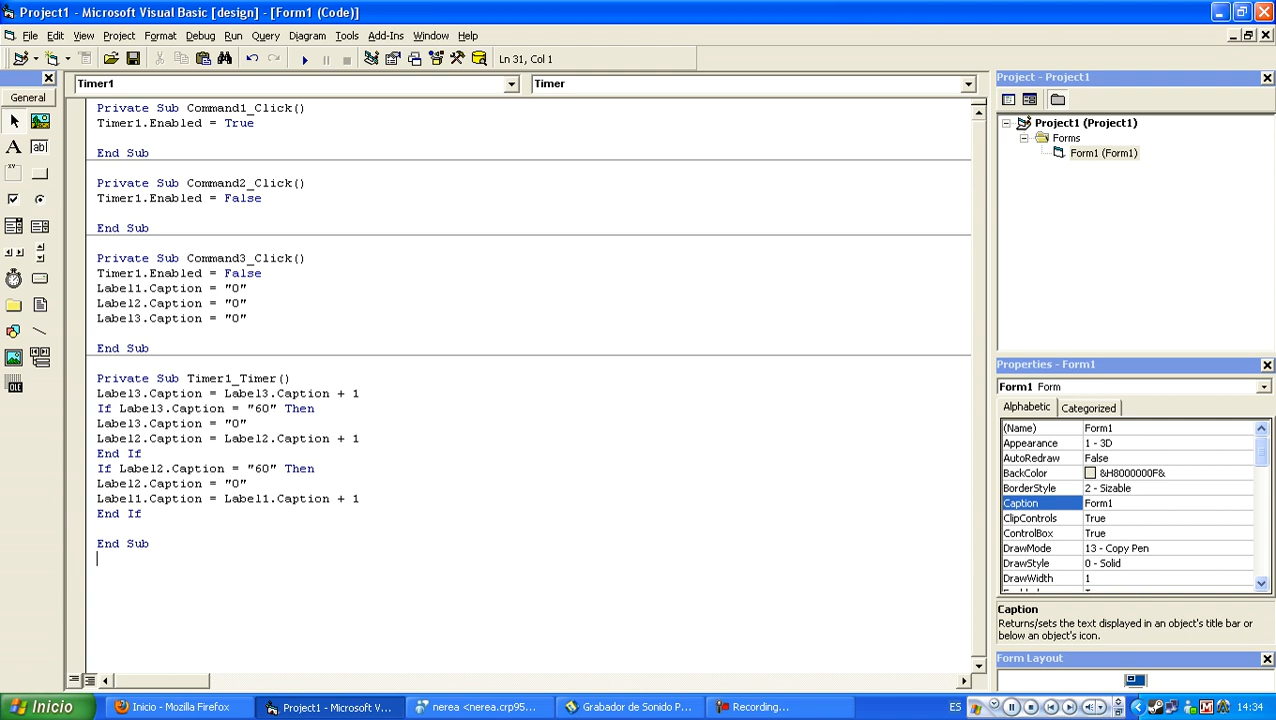 Project1 - Microsoft Visual Basic [design] - [Form1 (Code)]
File Edit View Project Format Debug Run Query Diagram Tools Add-Ins Window Help
Ln 31, Col 1
General
Timer1
Timer
Private Sub Command1_Click()
Timer1.Enabled = True
End Sub
Private Sub Command2_Click()
Timer1.Enabled = False
End Sub
Private Sub Command3_Click()
Timer1.Enabled = False
Label1.Caption = "0"
Label2.Caption = "0"
Label3.Caption = "0"
End Sub
Private Sub Timer1_Timer()
Label3.Caption = Label3.Caption + 1
If Label3.Caption = "60" Then
Label3.Caption = "0"
Label2.Caption = Label2.Caption + 1
End If
If Label2.Caption = "60" Then
Label2.Caption = "0"
Label1.Caption = Label1.Caption + 1
End If
End Sub
Project - Project1
Project1 (Project1)
Forms
Form1 (Form1)
Properties - Form1
Form1 Form
Alphabetic Categorized
(Name) Form1
Appearance 1 - 3D
AutoRedraw False
BackColor &H8000000F&
BorderStyle 2 - Sizable
Caption Form1
ClipControls True
ControlBox True
DrawMode 13 - Copy Pen
DrawStyle 0 - Solid
DrawWidth 1
Caption
Returns/sets the text displayed in an object's title bar or
below an object's icon.
Form Layout
Inicio
Inicio - Mozilla Firefox
Project1 - Microsoft V...
nerea <nerea.crp95...
Grabador de Sonido P...
Recording...
ES
14:34